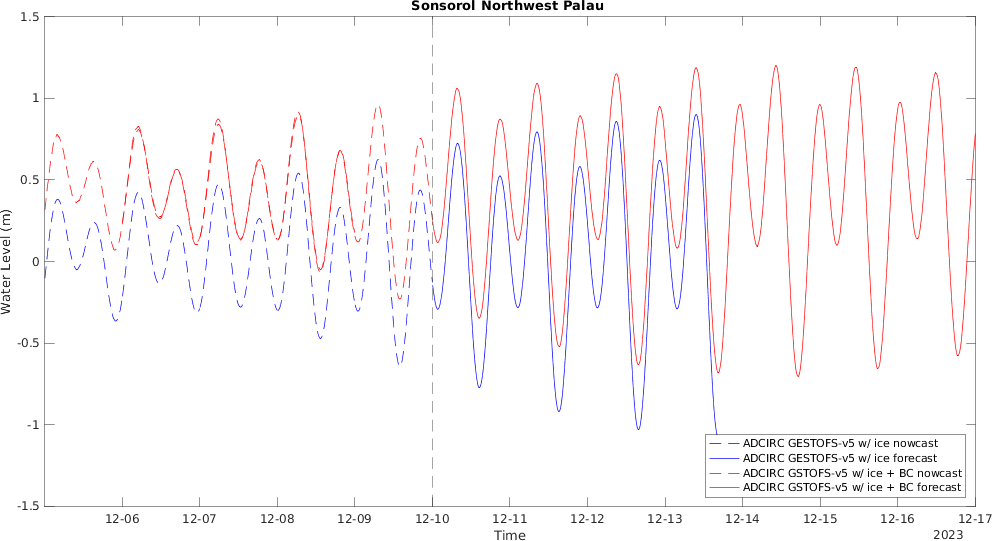 Sonsorol Northwest Palau
1.5
1
0.5
0
-0.5
-1
-1.5
Water Level (m)
ADCIRC GESTOFS-v5 w/ ice nowcast
ADCIRC GESTOFS-v5 w/ ice forecast
ADCIRC GSTOFS-v5 w/ ice + BC nowcast
ADCIRC GSTOFS-v5 w/ ice + BC forecast
12-06 12-07 12-08 12-09 12-10 12-11 12-12 12-13 12-14 12-15 12-16 12-17
Time
2023